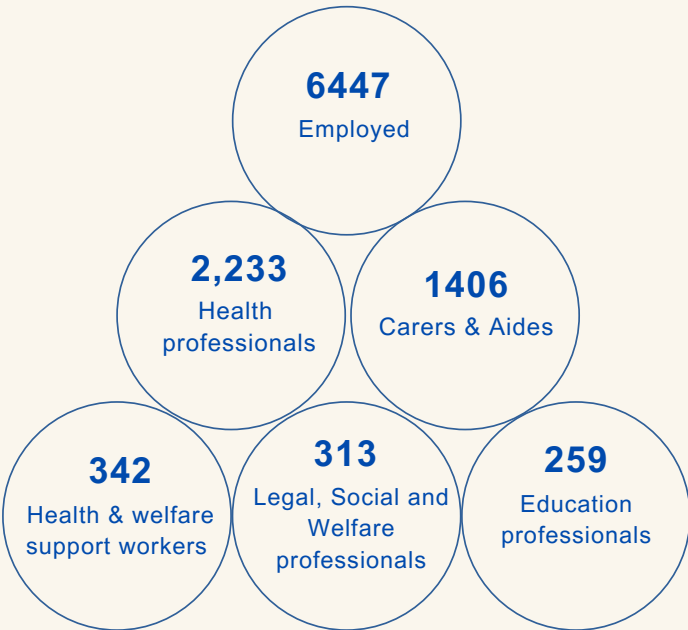 6447
Employed
2,233
Health
professionals
1406
Carers & Aides
342
Health & welfare
support workers
313
Legal, Social and
Welfare
professionals
259
Education
professionals